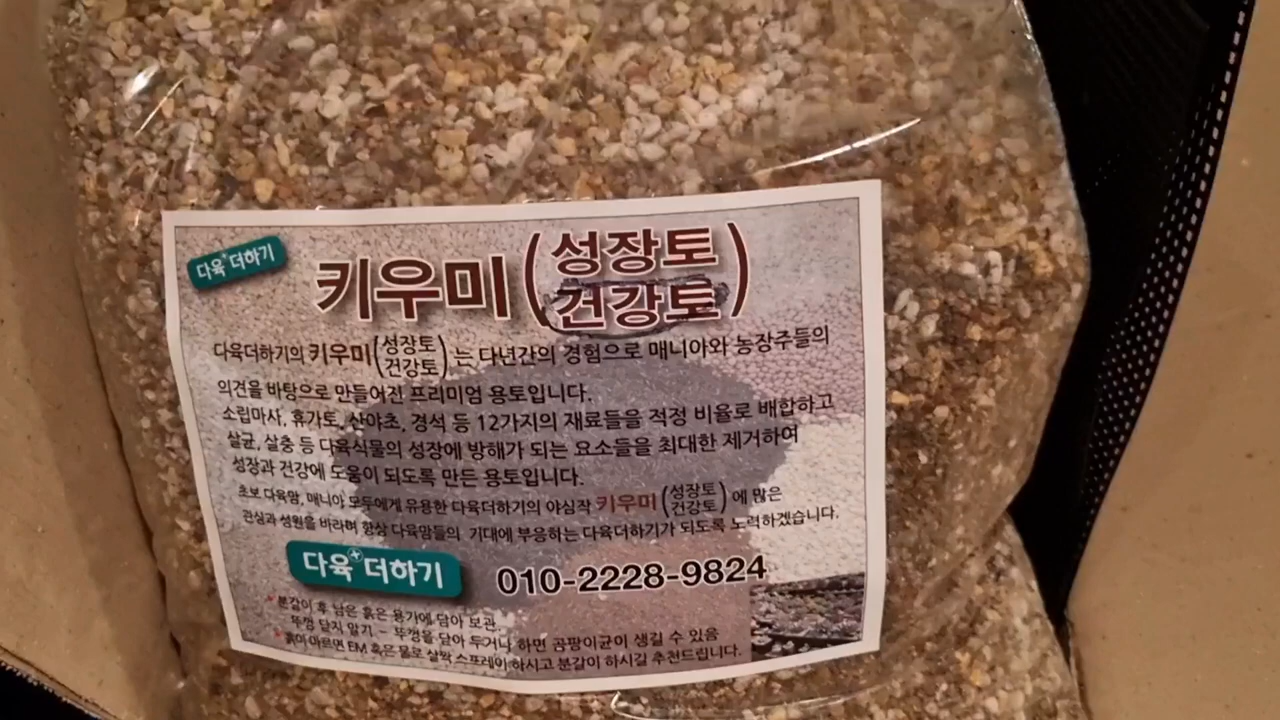 다육+더하기
키우미(성장토
건강토)
다육더하기의 키우미(성장토
건강토)는 다년간의 경험으로 매니아와 농장주들의
의견을 바탕으로 만들어진 프리미엄 용토입니다.
소립마사, 휴가토, 산야초, 경석 등 12가지의 재료들을 적정 비율로 배합하고
살균, 살충 등 다육식물의 성장에 방해가 되는 요소들을 최대한 제거하여
성장과 건강에 도움이 되도록 만든 용토입니다.
초보 다육맘, 매니아 모두에게 유용한 다육더하기의 야심작 키우미(성장토
건강토)에 많은
관심과 성원을 바라며 항상 다육맘들의 기대에 부응하는 다육더하기가 되도록 노력하겠습니다.
다육+더하기 010-2228-9824
* 분갈이 후 남은 흙은 용기에 담아 보관.
뚜껑 닫지 말기 - 뚜껑을 닫아 두거나 하면 곰팡이균이 생길 수 있음
* 흙이 마르면 EM 혹은 물로 살짝 스프레이 하시고 분갈이 하시길 추천드립니다.